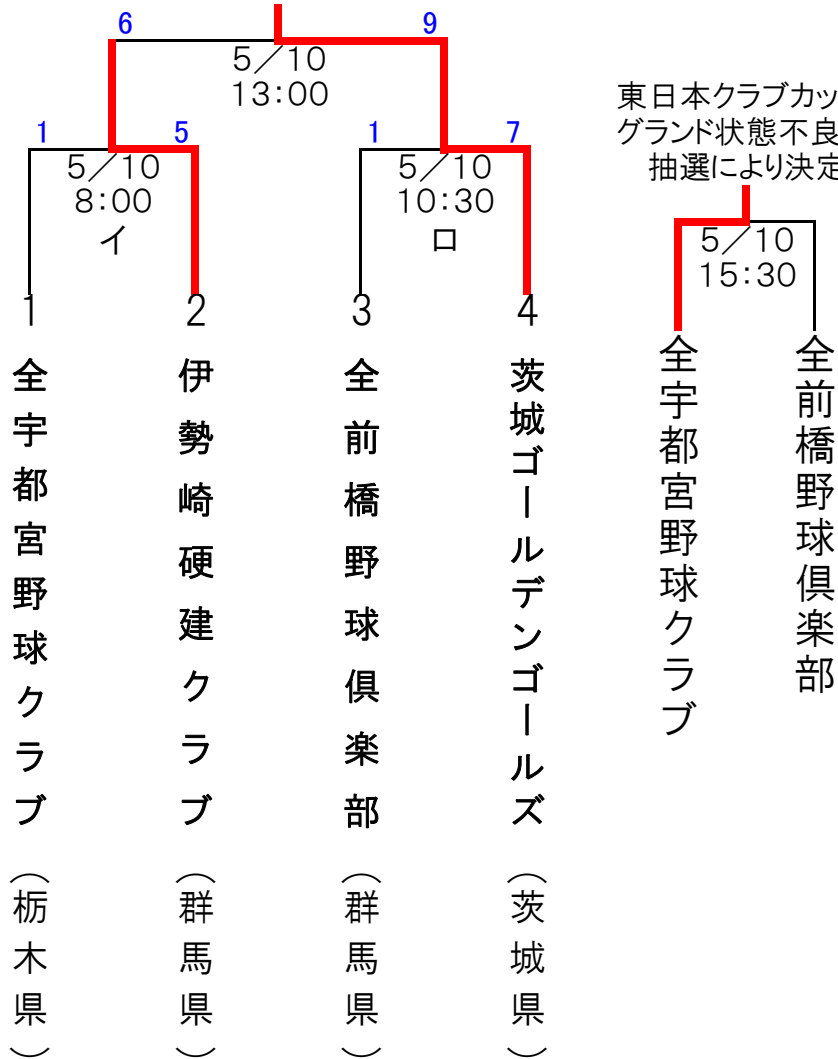 6
9
5/10
13:00
1
5
5/10
8:00
イ
1
7
5/10
10:30
ロ
東日本クラブカッ
グランド状態不良
抽選により決定
5/10
15:30
1
2
3
4
全宇都宮野球クラブ（栃木県）
伊勢崎硬建クラブ（群馬県）
全前橋野球倶楽部（群馬県）
茨城ゴールデンゴールズ（茨城県）
全宇都宮野球クラブ
全前橋野球倶楽部